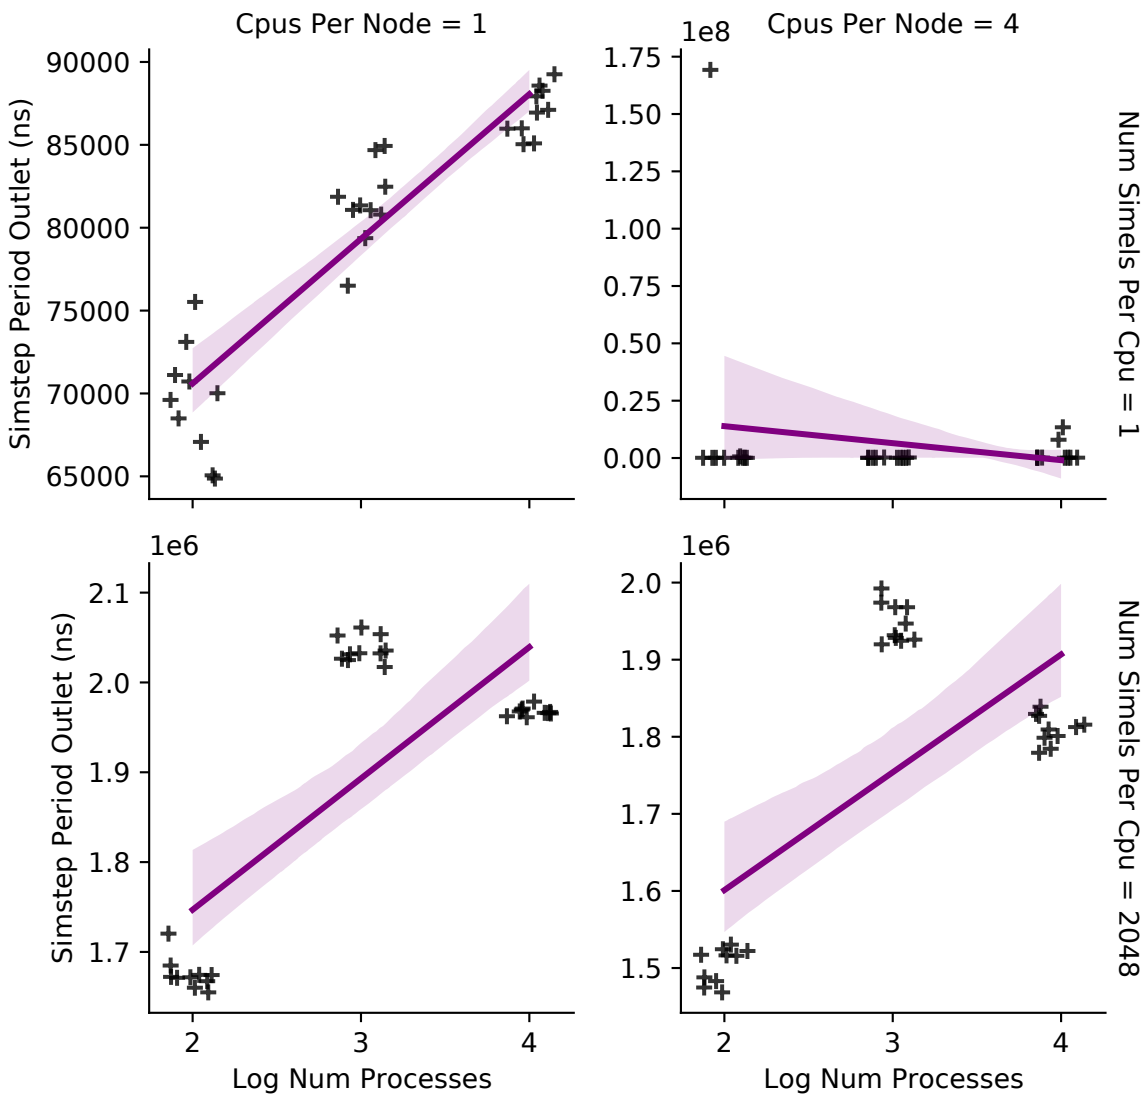 Cpus Per Node = 1
Cpus Per Node = 4
1e8
Simstep Period Outlet (ns)
90000
85000
80000
75000
70000
65000
1.75
1.50
1.25
1.00
0.75
0.50
0.25
0.00
Num Simels Per Cpu = 1
1e6
1e6
Simstep Period Outlet (ns)
2.1
2.0
1.9
1.8
1.7
2.0
1.9
1.8
1.7
1.6
1.5
Num Simels Per Cpu = 2048
2
3
4
2
3
4
Log Num Processes
Log Num Processes